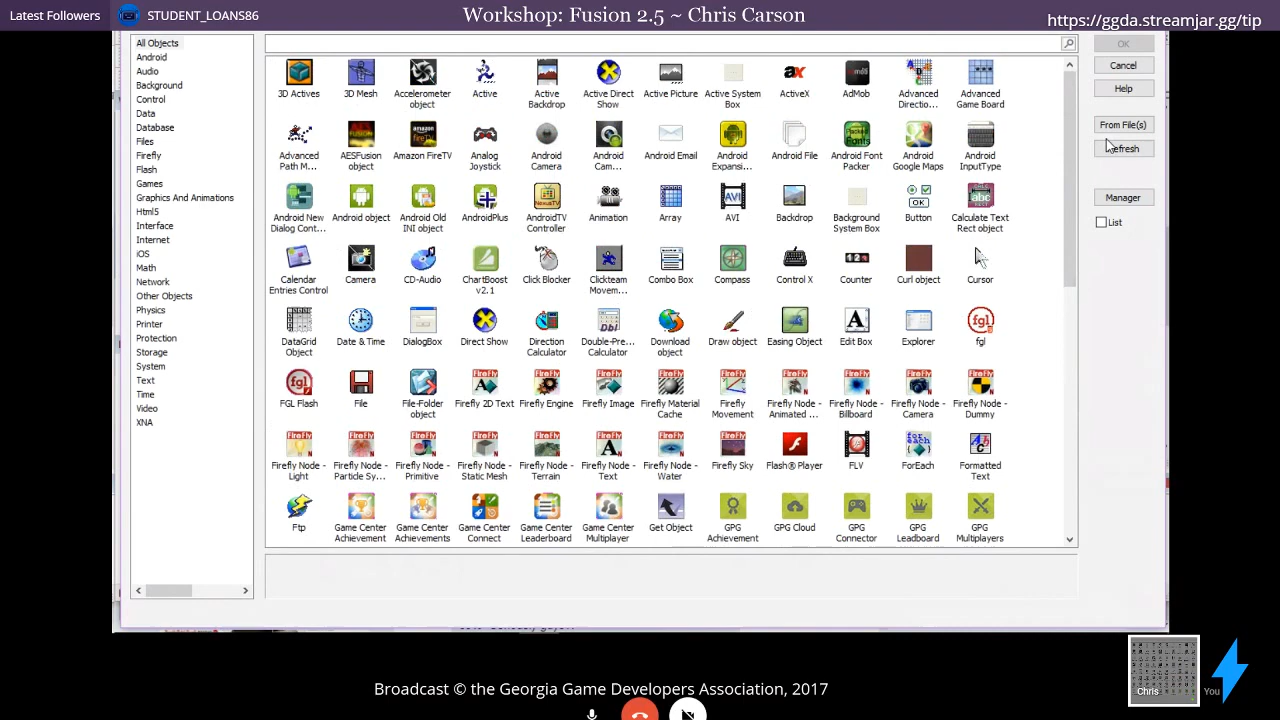 Latest Followers
STUDENT_LOANS86
Workshop: Fusion 2.5 ~ Chris Carson
https://ggda.streamjar.gg/tip
All Objects
Android
Audio
Background
Control
Data
Database
Files
Firefly
Flash
Games
Graphics And Animations
Html5
Interface
Internet
iOS
Math
Network
Other Objects
Physics
Printer
Protection
Storage
System
Text
Time
Video
XNA
3D Actives
3D Mesh
Accelerometer object
Active
Active Backdrop
Active Direct Show
Active Picture
Active System Box
ActiveX
AdMob
Advanced Directio...
Advanced Game Board
Advanced Path M...
AESFusion object
Amazon FireTV
Analog Joystick
Android Camera
Android Cam...
Android Email
Android Expansi...
Android File
Android Font Packer
Android Google Maps
Android InputType
Android New Dialog Cont...
Android object
Android Old INI object
AndroidPlus
AndroidTV Controller
Animation
Array
AVI
Backdrop
Background System Box
Button
Calculate Text Rect object
Calendar Entries Control
Camera
CD-Audio
ChartBoost v2.1
Click Blocker
Clickteam Movem...
Combo Box
Compass
Control X
Counter
Curl object
Cursor
DataGrid Object
Date & Time
DialogBox
Direct Show
Direction Calculator
Double-Pre... Calculator
Download object
Draw object
Easing Object
Edit Box
Explorer
fgl
FGL Flash
File
File-Folder object
Firefly 2D Text
Firefly Engine
Firefly Image
Firefly Material Cache
Firefly Movement
Firefly Node - Animated ...
Firefly Node - Billboard
Firefly Node - Camera
Firefly Node - Dummy
Firefly Node - Light
Firefly Node - Particle Sy...
Firefly Node - Primitive
Firefly Node - Static Mesh
Firefly Node - Terrain
Firefly Node - Text
Firefly Node - Water
Firefly Sky
Flash® Player
FLV
ForEach
Formatted Text
Ftp
Game Center Achievement
Game Center Achievements
Game Center Connect
Game Center Leaderboard
Game Center Multiplayer
Get Object
GPG Achievement
GPG Cloud
GPG Connector
GPG Leadboard
GPG Multiplayers
OK
Cancel
Help
From File(s)
Refresh
Manager
List
Broadcast © the Georgia Game Developers Association, 2017
Chris
You